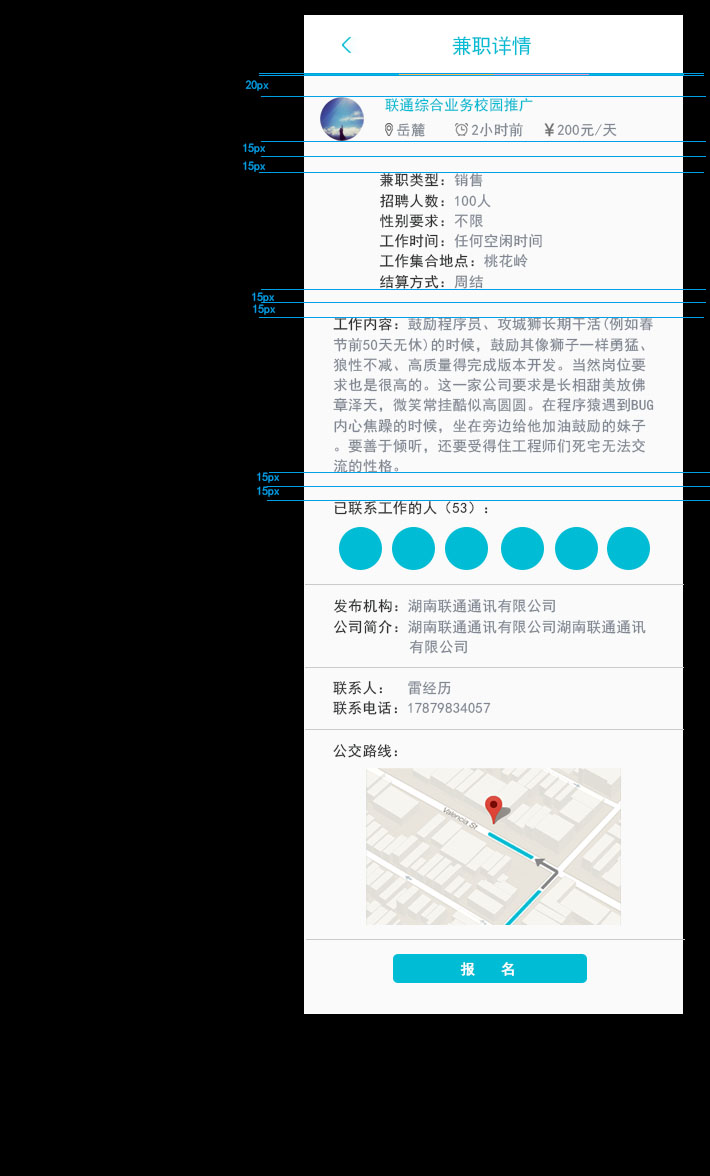 兼职详情
20px
联通综合业务校园推广
岳麓 2小时前 ¥200元/天
15px
15px
兼职类型：销售
招聘人数：100人
性别要求：不限
工作时间：任何空闲时间
工作集合地点：桃花岭
结算方式：周结
15px
15px
工作内容：鼓励程序员、攻城狮长期干活(例如春
节前50天无休)的时候，鼓励其像狮子一样勇猛、
狼性不减、高质量得完成版本开发。当然岗位要
求也是很高的。这一家公司要求是长相甜美放佛
章泽天，微笑常挂酷似高圆圆。在程序猿遇到BUG
内心焦躁的时候，坐在旁边给他加油鼓励的妹子
。要善于倾听，还要受得住工程师们死宅无法交
流的性格。
15px
15px
已联系工作的人（53）：
发布机构：湖南联通通讯有限公司
公司简介：湖南联通通讯有限公司湖南联通通讯
有限公司
联系人： 雷经历
联系电话：17879834057
公交路线：
Valencia St
报 名